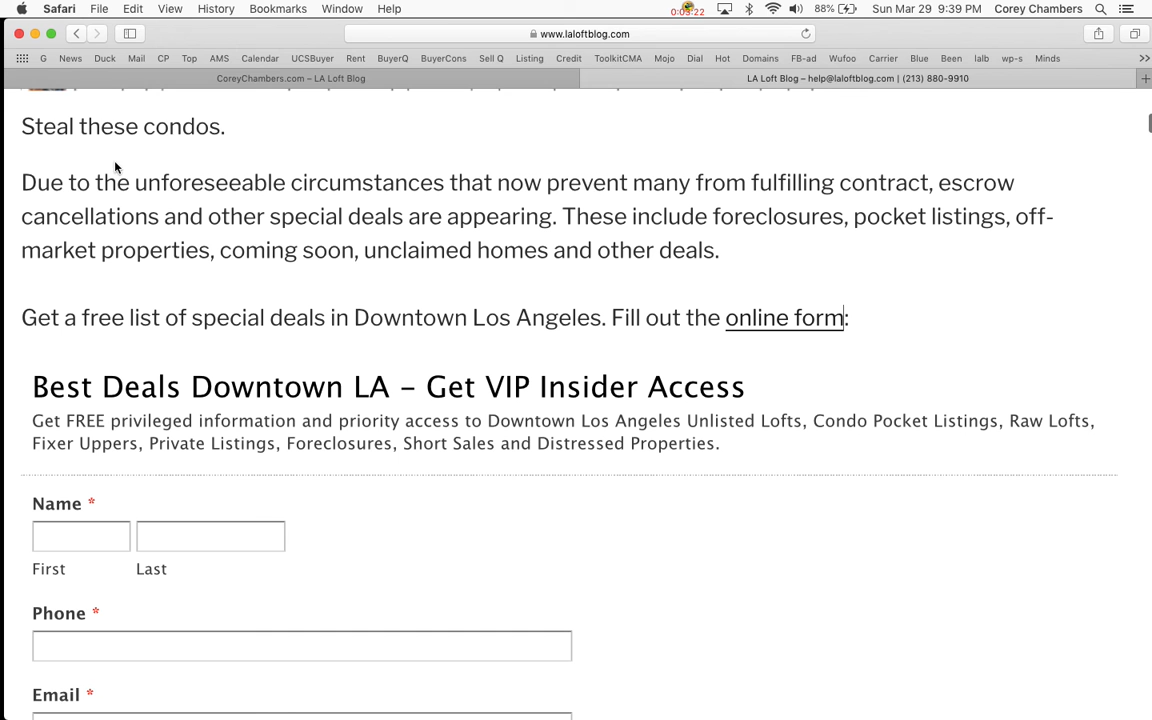 Safari File Edit View History Bookmarks Window Help 0:03:22 88% Sun Mar 29 9:39 PM Corey Chambers
www.laloftblog.com
G News Duck Mail CP Top AMS Calendar UCSBuyer Rent BuyerQ BuyerCons Sell Q Listing Credit ToolkitCMA Mojo Dial Hot Domains FB-ad Wufoo Carrier Blue Been lalb wp-s Minds
CoreyChambers.com – LA Loft Blog LA Loft Blog – help@laloftblog.com | (213) 880-9910
Steal these condos.
Due to the unforeseeable circumstances that now prevent many from fulfilling contract, escrow
cancellations and other special deals are appearing. These include foreclosures, pocket listings, off-
market properties, coming soon, unclaimed homes and other deals.
Get a free list of special deals in Downtown Los Angeles. Fill out the online form:
Best Deals Downtown LA – Get VIP Insider Access
Get FREE privileged information and priority access to Downtown Los Angeles Unlisted Lofts, Condo Pocket Listings, Raw Lofts,
Fixer Uppers, Private Listings, Foreclosures, Short Sales and Distressed Properties.
Name *
First Last
Phone *
Email *